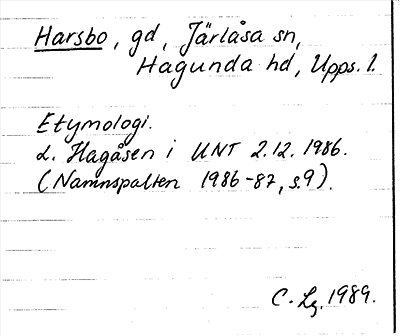 Harsbo, gd, Järlåsa sn,
Hagunda hd, Upps. l.
Etymologi.
L. Hagåsen i UNT 2.12. 1986.
(Namnspalten 1986-87, s.9).
C. Lg. 1989.